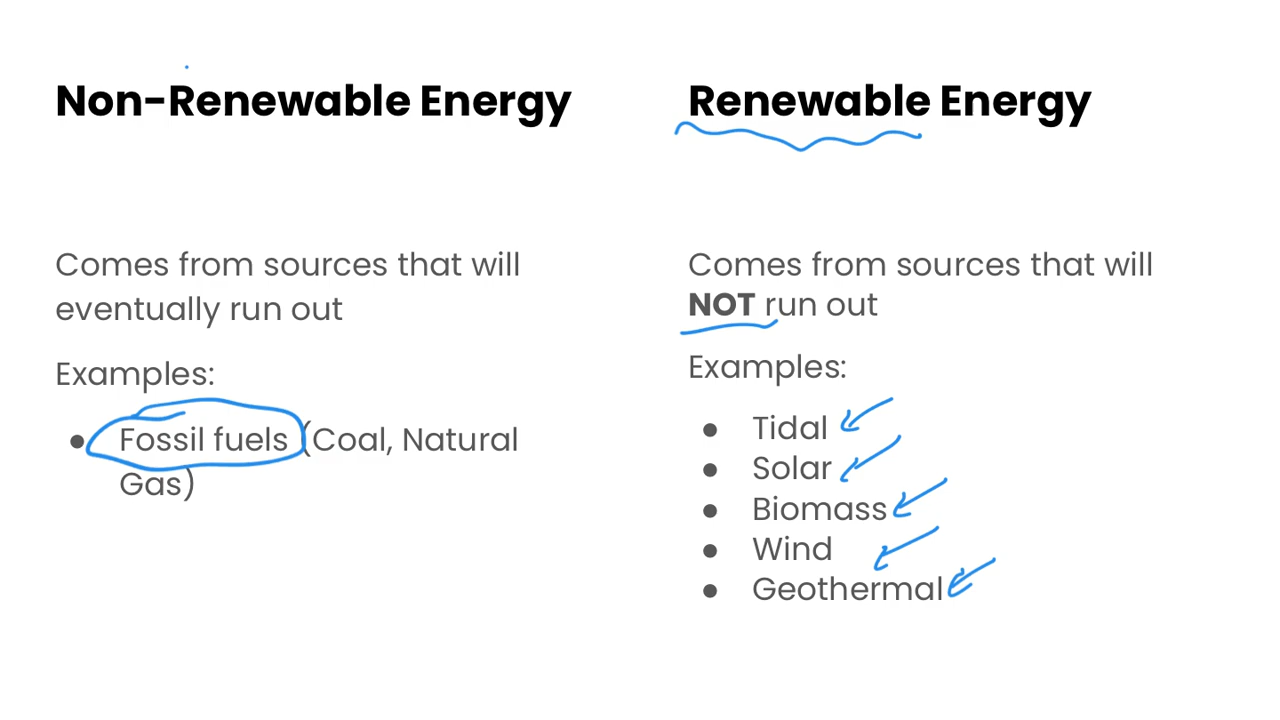 Non-Renewable Energy
Comes from sources that will
eventually run out
Examples:
● Fossil fuels (Coal, Natural
Gas)
Renewable Energy
Comes from sources that will
NOT run out
Examples:
● Tidal
● Solar
● Biomass
● Wind
● Geothermal